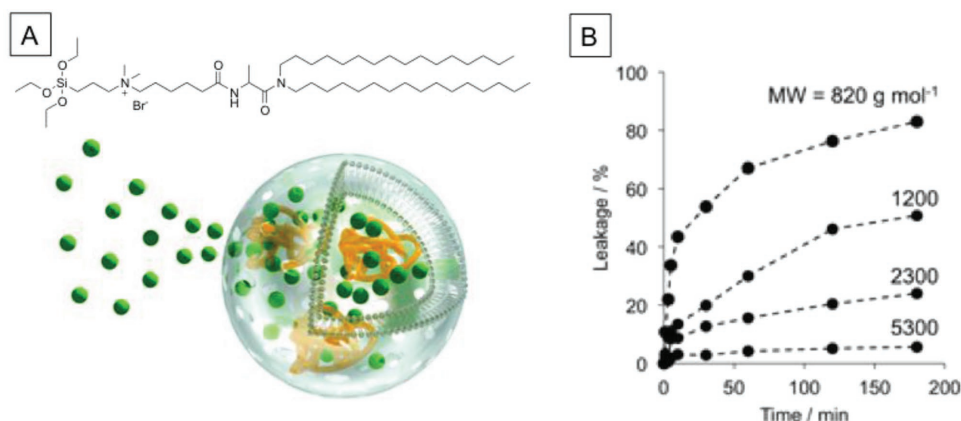 A
O
O
Si
O
N
+
Br-
O
N
H
O
N
B
100
80
60
40
20
0
Leakage / %
MW = 820 g mol-1
1200
2300
5300
0
50
100
150
200
Time / min